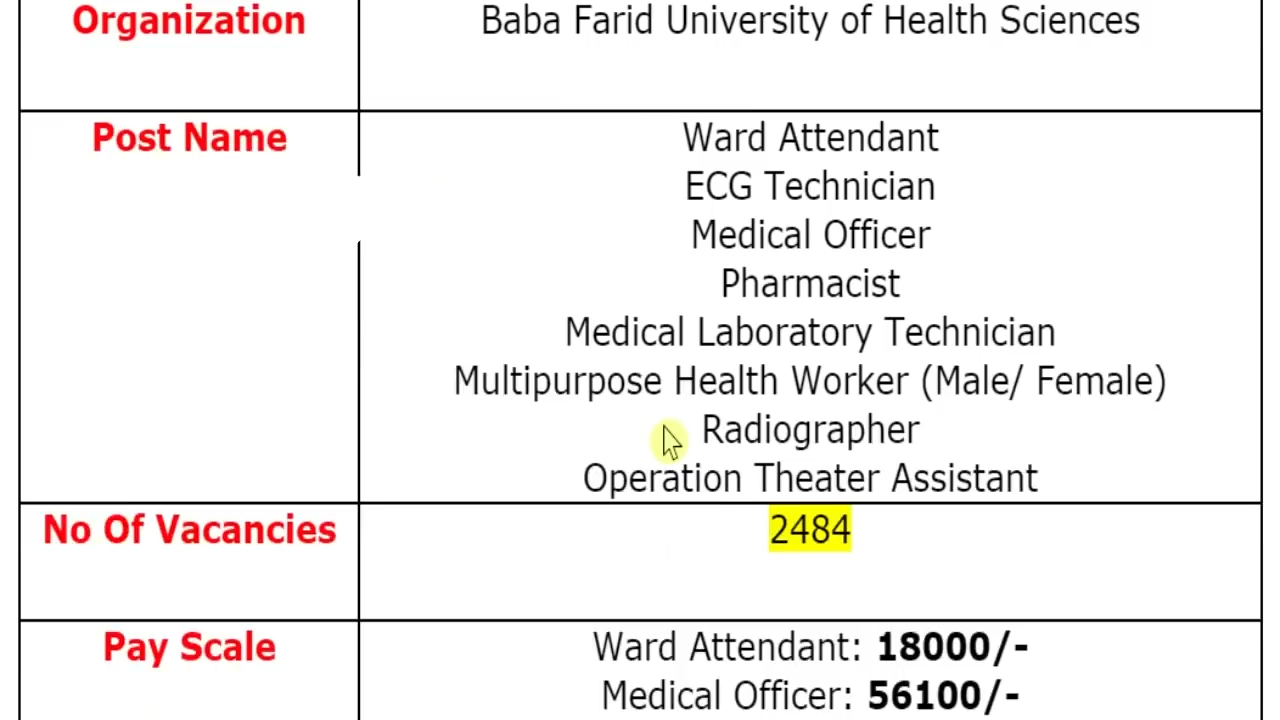 Organization
Baba Farid University of Health Sciences
Post Name
Ward Attendant
ECG Technician
Medical Officer
Pharmacist
Medical Laboratory Technician
Multipurpose Health Worker (Male/ Female)
Radiographer
Operation Theater Assistant
No Of Vacancies
2484
Pay Scale
Ward Attendant: 18000/-
Medical Officer: 56100/-